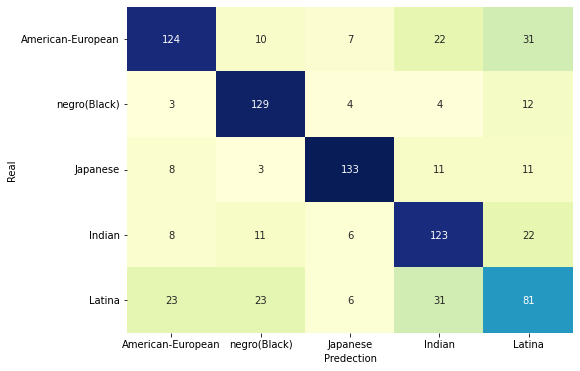 American-European 124 10 7 22 31
negro(Black) 3 129 4 4 12
Japanese 8 3 133 11 11
Indian 8 11 6 123 22
Latina 23 23 6 31 81
Real
American-European negro(Black) Japanese Indian Latina
Predection